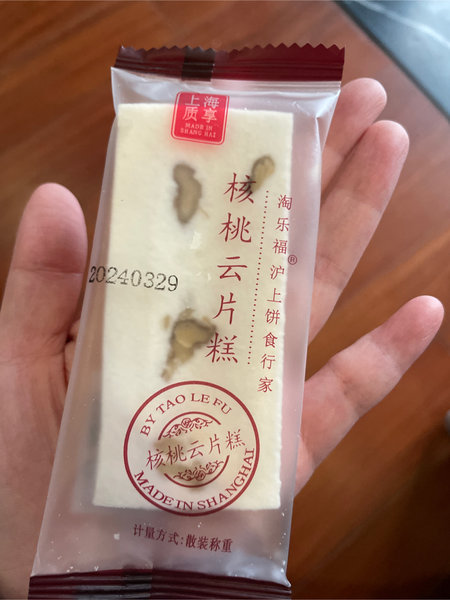 上海
质享
MADE IN
SHANG HAI
核桃云片糕
淘乐福®沪上饼食行家
20240329
BY TAO LE FU
核桃云片糕
MADE IN SHANGHAI
计量方式:散装称重